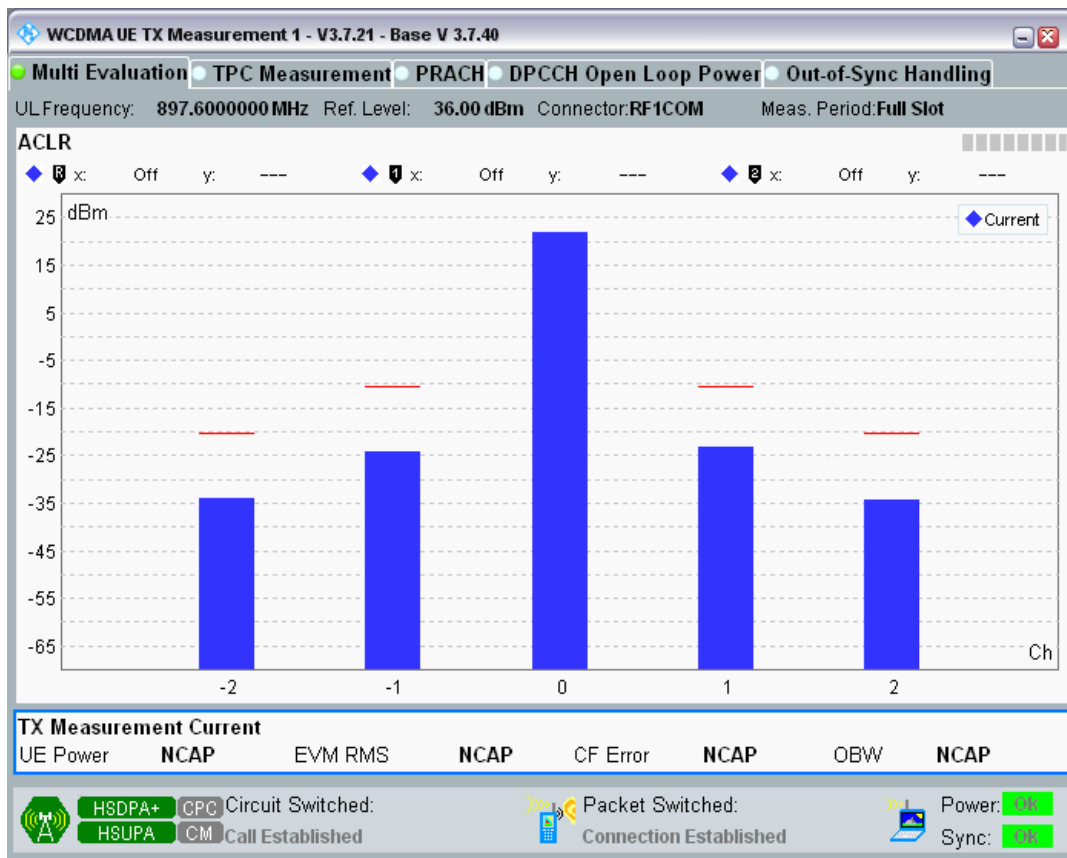 WCDMA UE TX Measurement 1 - V3.7.21 - Base V 3.7.40
Multi Evaluation TPC Measurement PRACH DPCCH Open Loop Power Out-of-Sync Handling
UL Frequency: 897.6000000 MHz Ref. Level: 36.00 dBm Connector:RF1COM Meas. Period:Full Slot
ACLR
R x: Off y: --- 1 x: Off y: --- 2 x: Off y: ---
dBm
Current
25
15
5
-5
-15
-25
-35
-45
-55
-65
Ch
-2 -1 0 1 2
TX Measurement Current
UE Power NCAP EVM RMS NCAP CF Error NCAP OBW NCAP
HSDPA+ CPC Circuit Switched: Packet Switched: Power: Ok
HSUPA CM Call Established Connection Established Sync: Ok